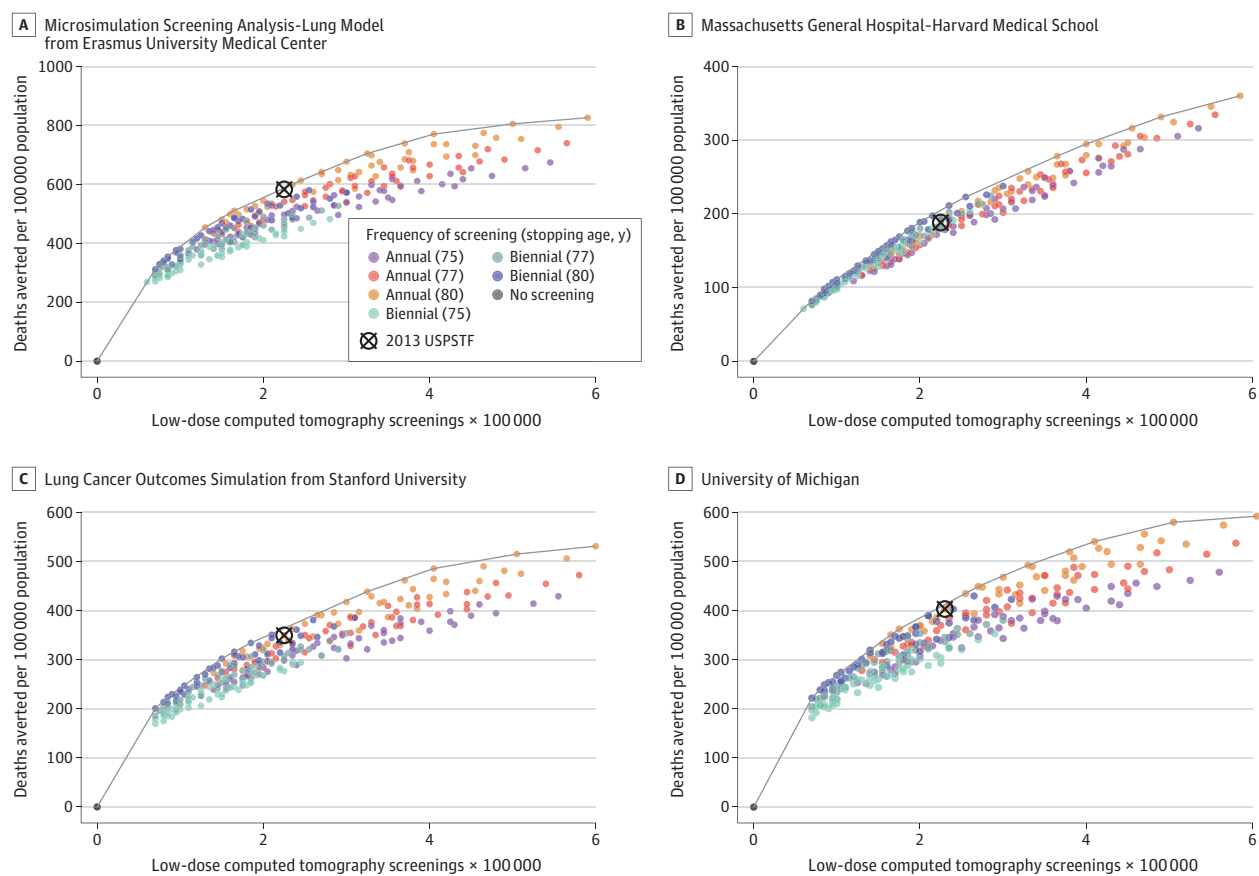 A Microsimulation Screening Analysis-Lung Model
from Erasmus University Medical Center
Deaths averted per 100 000 population
1000
800
600
400
200
0
0 2 4 6
Low-dose computed tomography screenings × 100 000
Frequency of screening (stopping age, y)
Annual (75) Biennial (77)
Annual (77) Biennial (80)
Annual (80) No screening
Biennial (75)
2013 USPSTF
B Massachusetts General Hospital-Harvard Medical School
Deaths averted per 100 000 population
400
300
200
100
0
0 2 4 6
Low-dose computed tomography screenings × 100 000
C Lung Cancer Outcomes Simulation from Stanford University
Deaths averted per 100 000 population
600
500
400
300
200
100
0
0 2 4 6
Low-dose computed tomography screenings × 100 000
D University of Michigan
Deaths averted per 100 000 population
600
500
400
300
200
100
0
0 2 4 6
Low-dose computed tomography screenings × 100 000